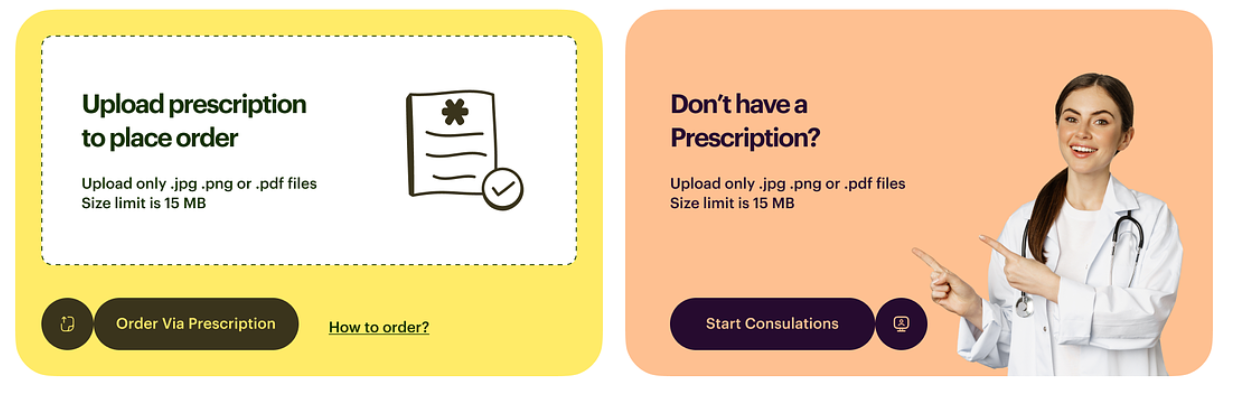 Upload prescription
to place order
Upload only .jpg .png or .pdf files
Size limit is 15 MB
Order Via Prescription
How to order?
Don’t have a
Prescription?
Upload only .jpg .png or .pdf files
Size limit is 15 MB
Start Consulations